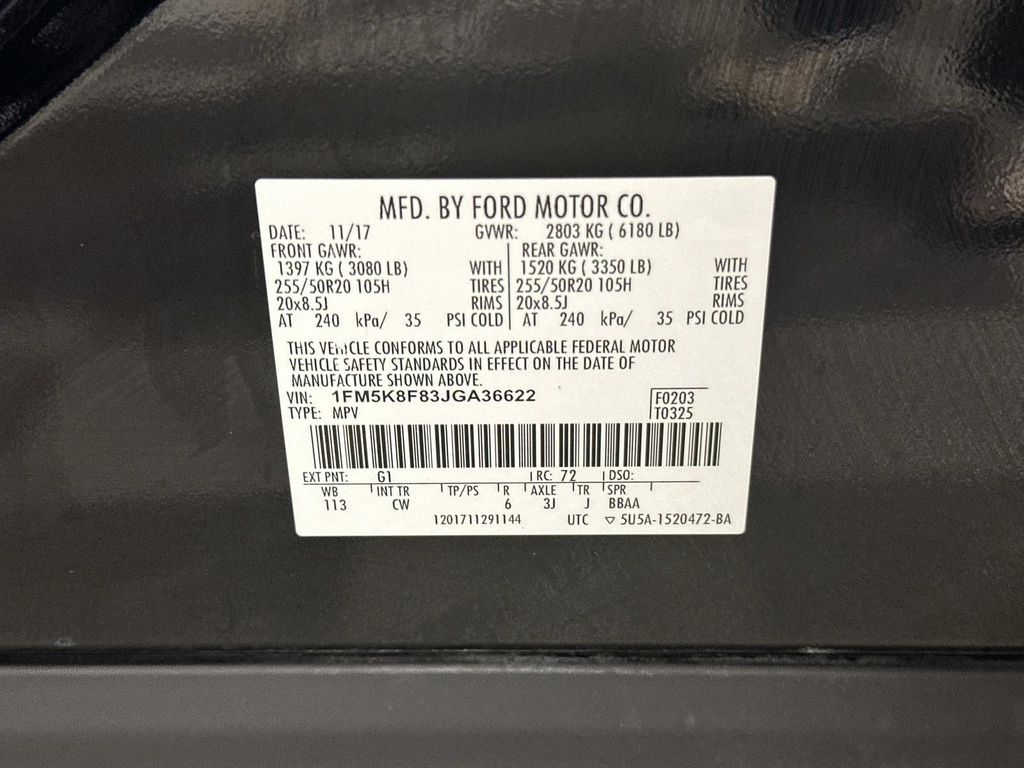 MFD. BY FORD MOTOR CO.
DATE: 11/17 GVWR: 2803 KG ( 6180 LB)
FRONT GAWR: REAR GAWR:
1397 KG ( 3080 LB) WITH 1520 KG ( 3350 LB) WITH
255/50R20 105H TIRES 255/50R20 105H TIRES
20x8.5J RIMS 20x8.5J RIMS
AT 240 kPa/ 35 PSI COLD AT 240 kPa/ 35 PSI COLD
THIS VEHICLE CONFORMS TO ALL APPLICABLE FEDERAL MOTOR
VEHICLE SAFETY STANDARDS IN EFFECT ON THE DATE OF
MANUFACTURE SHOWN ABOVE.
VIN: 1FM5K8F83JGA36622 F0203
TYPE: MPV T0325
EXT PNT: G1 RC: 72 DSO:
WB INT TR TP/PS R AXLE TR SPR
113 CW 6 3J J BBAA
1201711291144 UTC ▽ 5U5A-1520472-BA